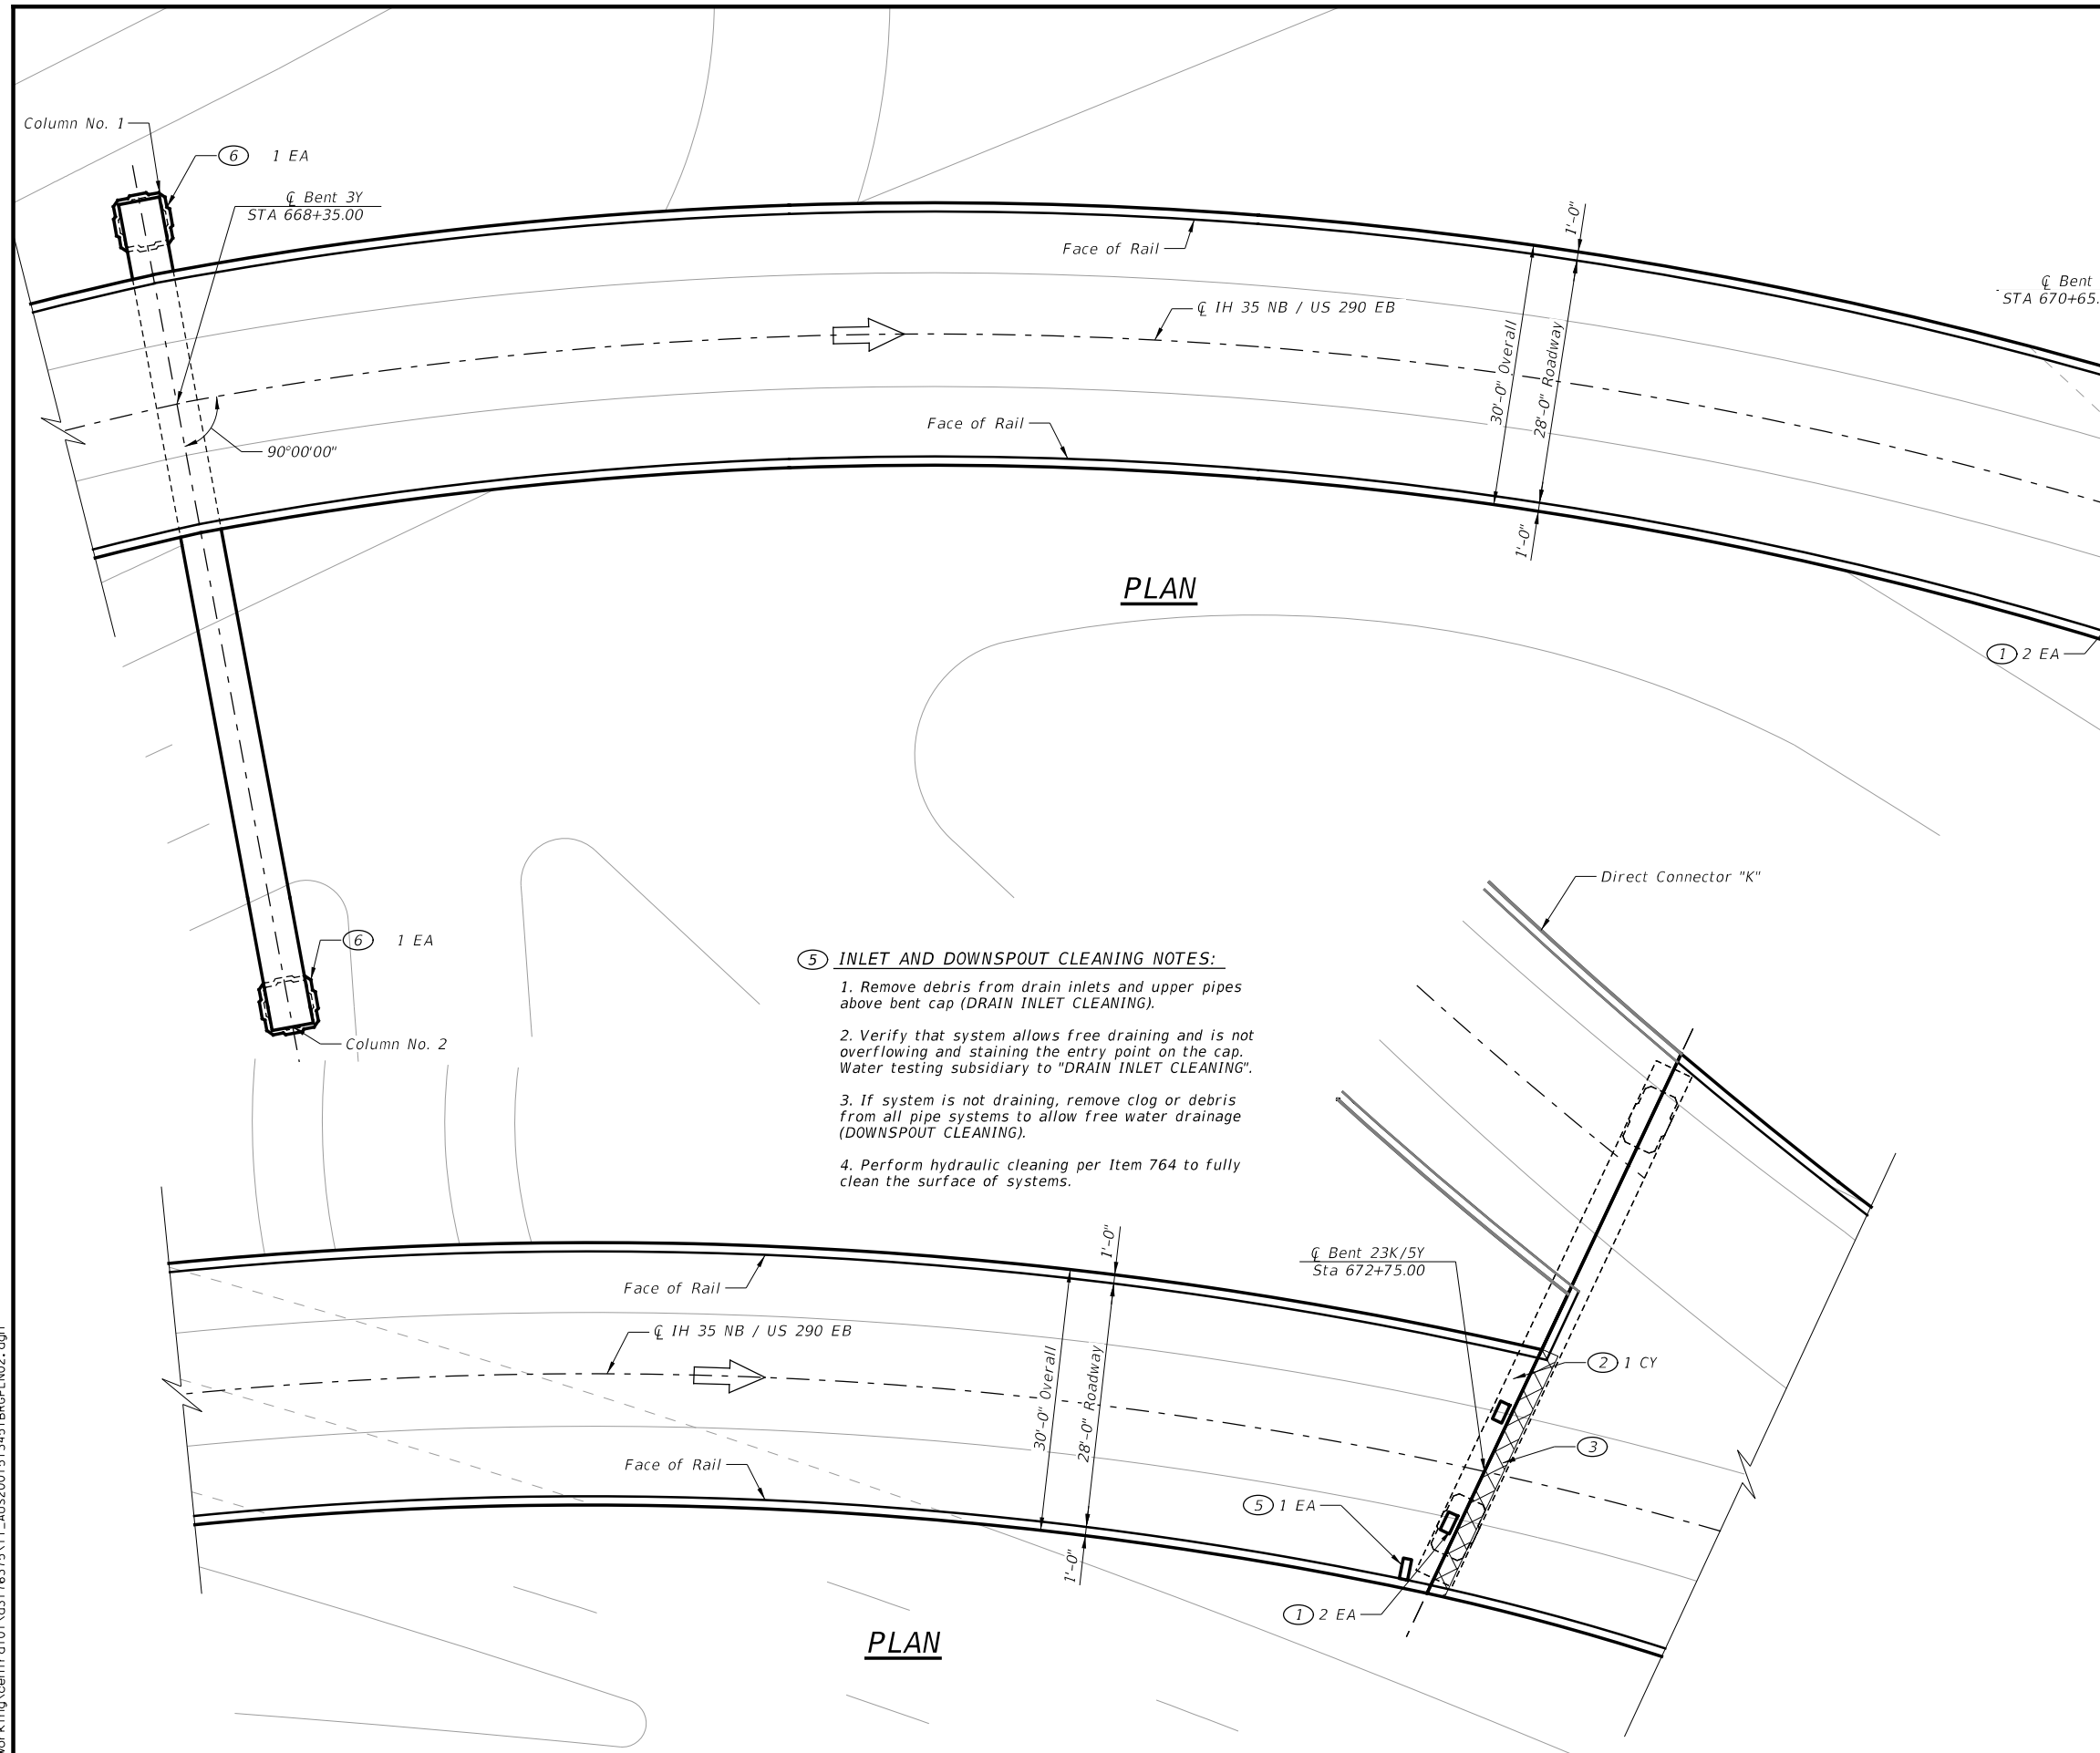 Column No. 1
6 1 EA
℄ Bent 3Y
STA 668+35.00
Face of Rail
1'-0"
℄ IH 35 NB / US 290 EB
30'-0" Overall
28'-0" Roadway
℄ Bent
STA 670+65.
90°00'00"
Face of Rail
1'-0"
PLAN
1 2 EA
Direct Connector "K"
6 1 EA
Column No. 2
5 INLET AND DOWNSPOUT CLEANING NOTES:
1. Remove debris from drain inlets and upper pipes
above bent cap (DRAIN INLET CLEANING).
2. Verify that system allows free draining and is not
overflowing and staining the entry point on the cap.
Water testing subsidiary to "DRAIN INLET CLEANING".
3. If system is not draining, remove clog or debris
from all pipe systems to allow free water drainage
(DOWNSPOUT CLEANING).
4. Perform hydraulic cleaning per Item 764 to fully
clean the surface of systems.
1'-0"
℄ Bent 23K/5Y
Sta 672+75.00
Face of Rail
℄ IH 35 NB / US 290 EB
30'-0" Overall
28'-0" Roadway
2 1 CY
3
Face of Rail
5 1 EA
1'-0"
1 2 EA
PLAN